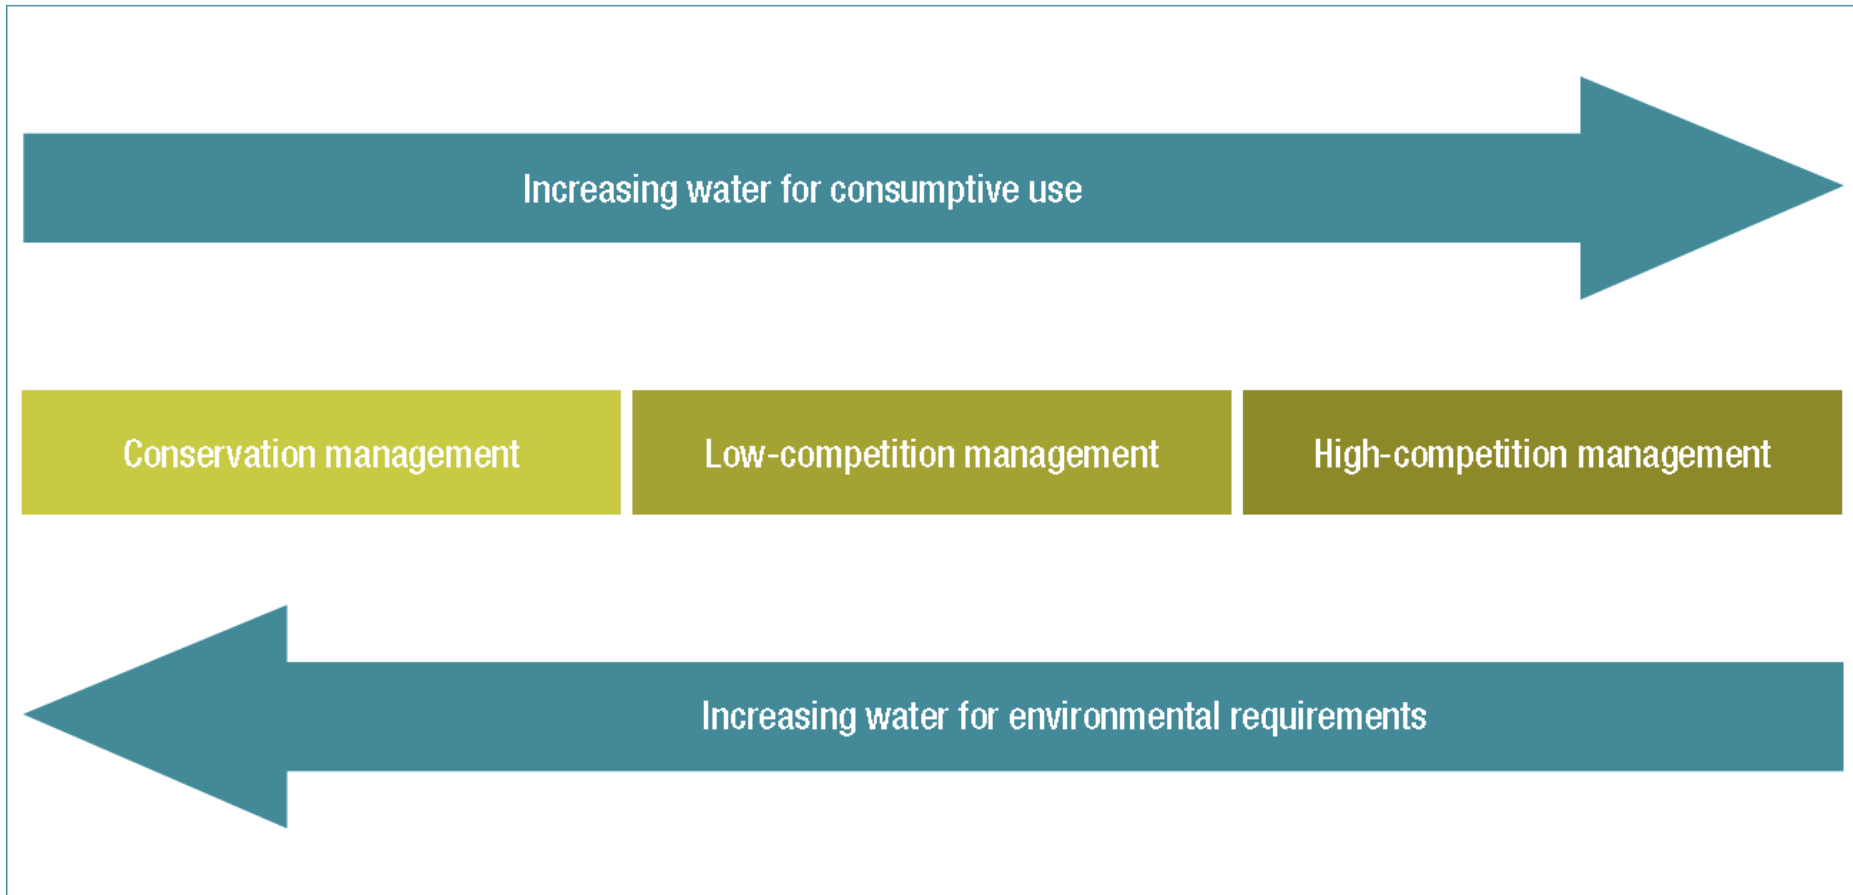 Increasing water for consumptive use
Conservation management
Low-competition management
High-competition management
Increasing water for environmental requirements